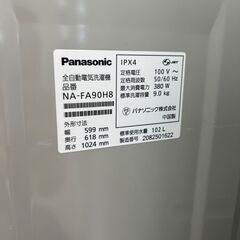 Panasonic
全自動電気洗濯機
品番
NA-FA90H8
外形寸法
幅 599 mm
奥行 618 mm
高さ 1024 mm
IPX4
JET
定格電圧 100 V~
定格周波数 50/60 Hz
最大消費電力 380 W
標準洗濯容量 9.0 kg
パナソニック株式会社
中国製
標準使用水量 102 L
製造番号 2082501622